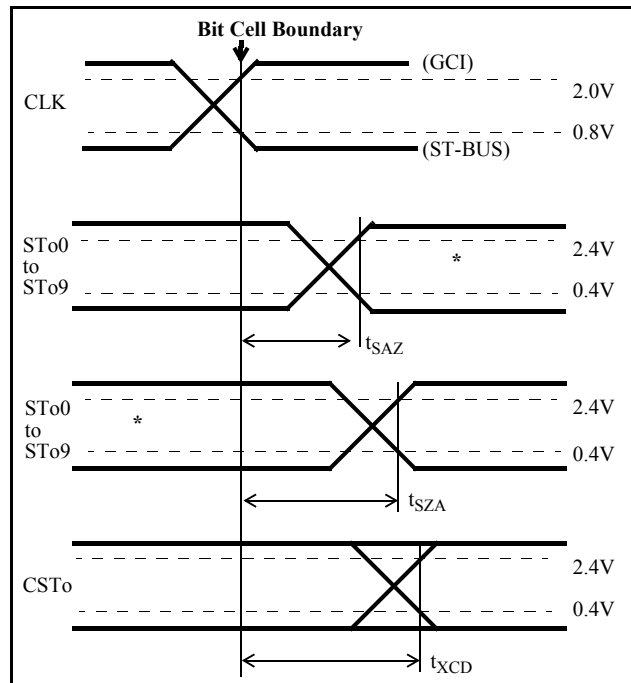 Bit Cell Boundary
(GCI)
CLK
2.0V
0.8V
(ST-BUS)
STo0
to
STo9
*
2.4V
0.4V
tSAZ
STo0
to
STo9
*
2.4V
0.4V
tSZA
CSTo
2.4V
0.4V
tXCD